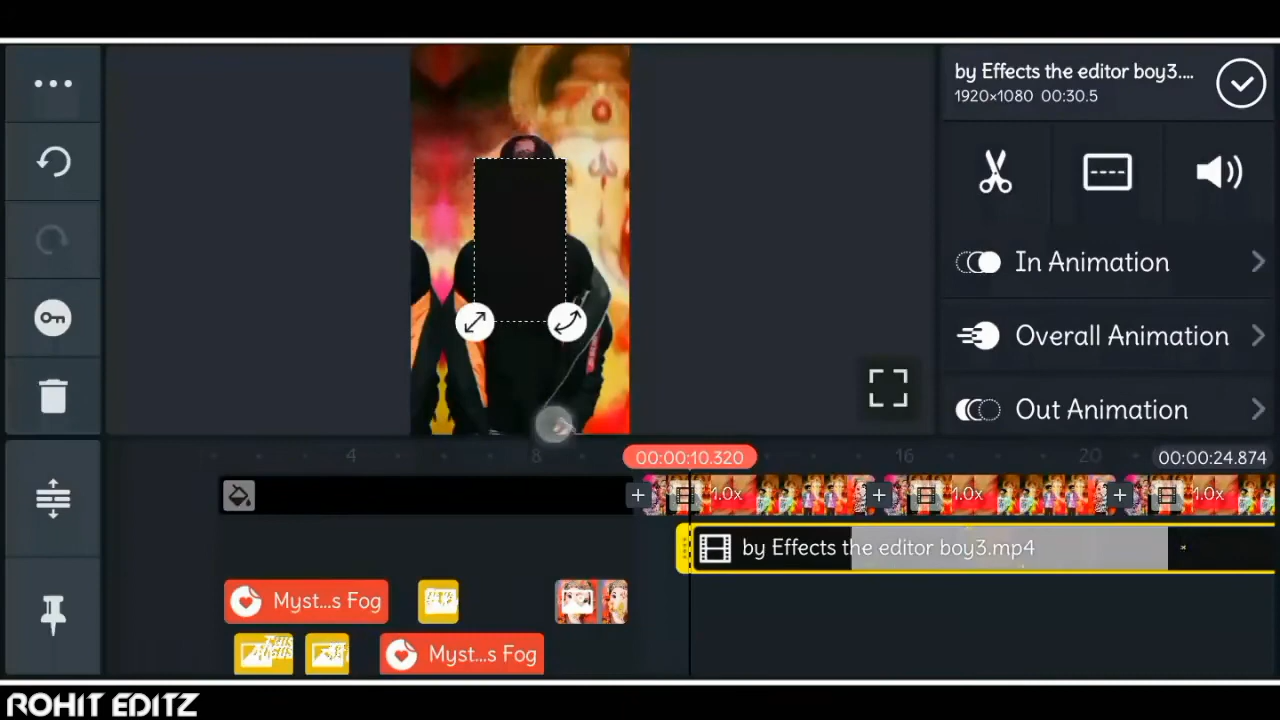 by Effects the editor boy3....
1920×1080 00:30.5
In Animation
Overall Animation
Out Animation
4
8
00:00:10.320
16
20
00:00:24.874
1.0x
1.0x
1.0x
by Effects the editor boy3.mp4
Myst...s Fog
Myst...s Fog
ROHIT EDITZ